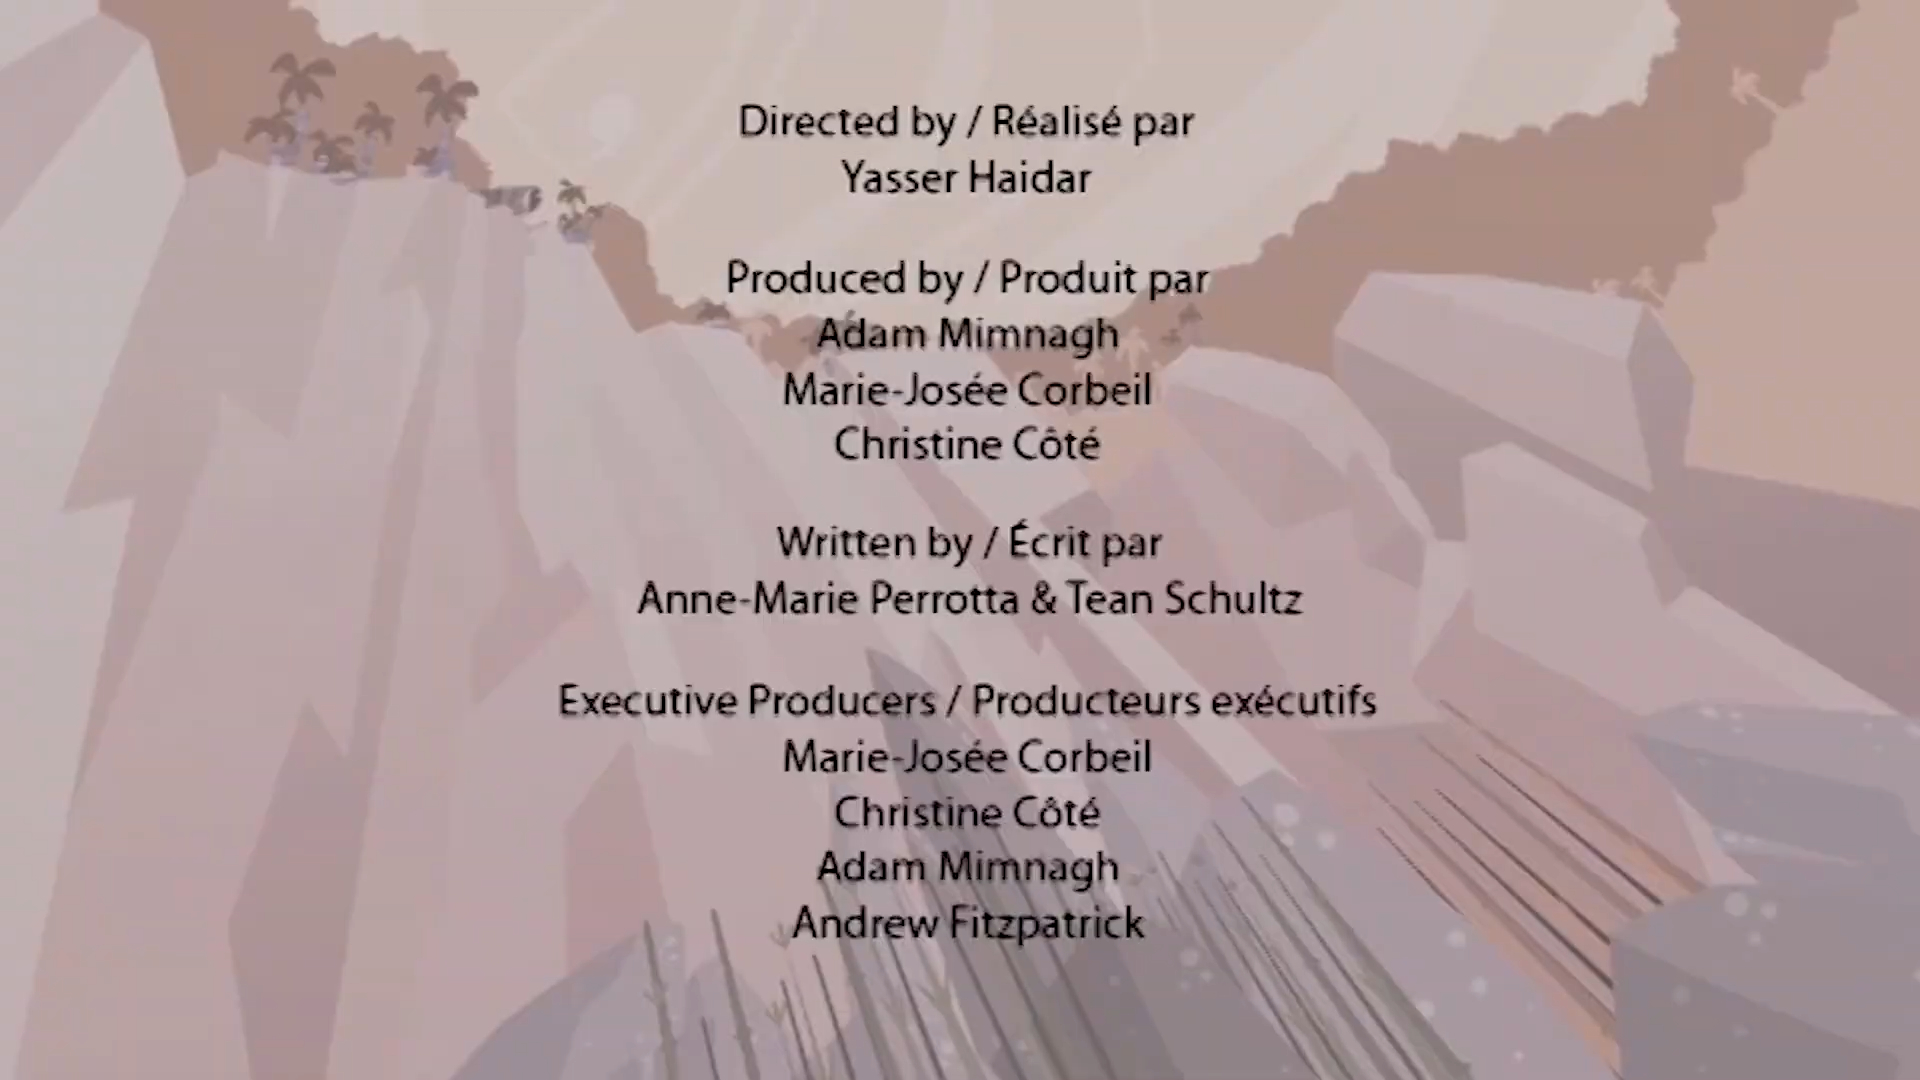 Directed by / Réalisé par
Yasser Haidar
Produced by / Produit par
Adam Mimnagh
Marie-Josée Corbeil
Christine Côté
Written by / Écrit par
Anne-Marie Perrotta & Tean Schultz
Executive Producers / Producteurs exécutifs
Marie-Josée Corbeil
Christine Côté
Adam Mimnagh
Andrew Fitzpatrick